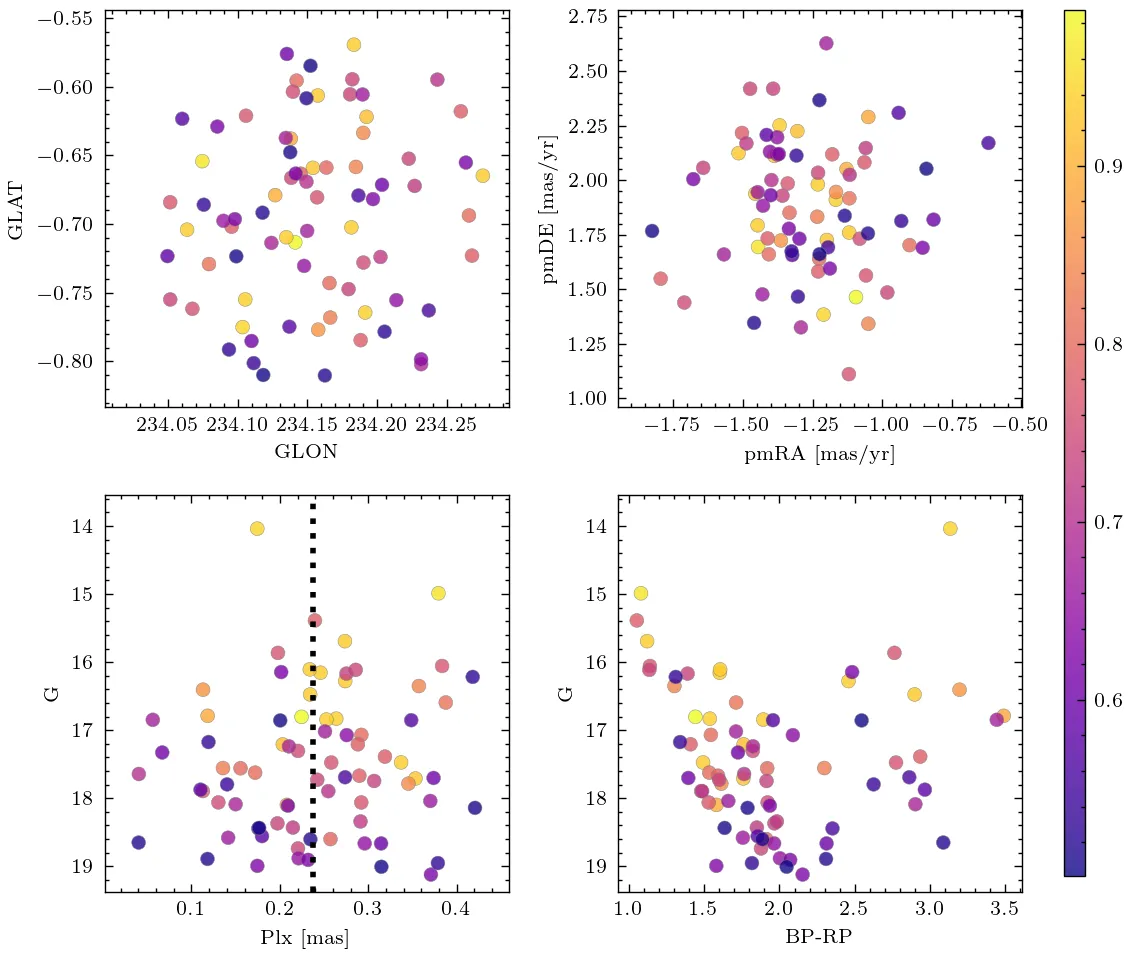 −0.55
−0.60
−0.65
−0.70
−0.75
−0.80
GLAT
234.05 234.10 234.15 234.20 234.25
GLON
2.75
2.50
2.25
2.00
1.75
1.50
1.25
1.00
pmDE [mas/yr]
−1.75 −1.50 −1.25 −1.00 −0.75 −0.50
pmRA [mas/yr]
0.9
0.8
0.7
0.6
14
15
16
17
18
19
G
0.1 0.2 0.3 0.4
Plx [mas]
14
15
16
17
18
19
G
1.0 1.5 2.0 2.5 3.0 3.5
BP-RP